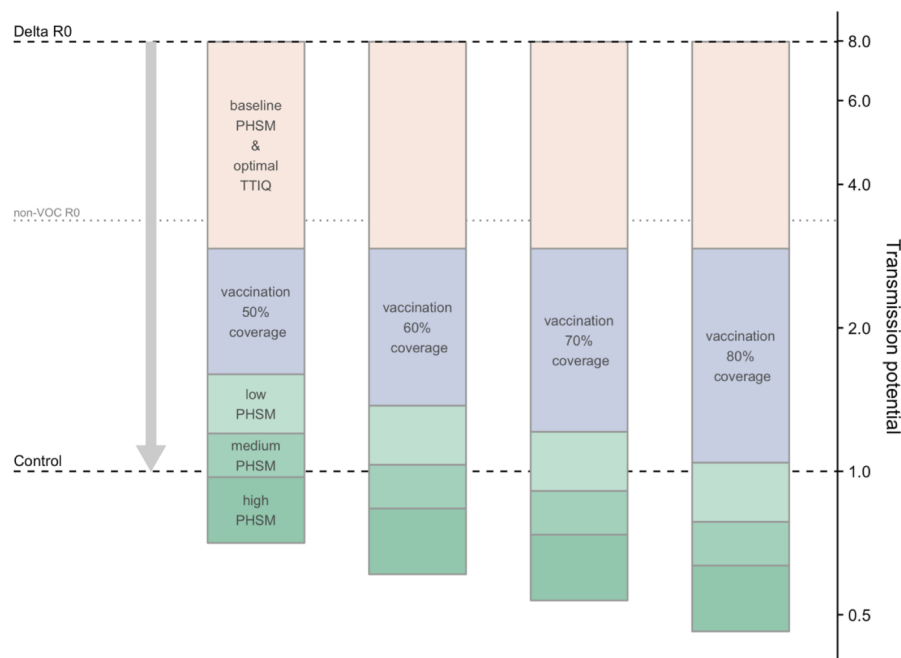 Delta R0
8.0
6.0
4.0
2.0
1.0
0.5
Transmission potential
non-VOC R0
Control
baseline
PHSM
&
optimal
TTIQ
vaccination
50%
coverage
low
PHSM
medium
PHSM
high
PHSM
vaccination
60%
coverage
vaccination
70%
coverage
vaccination
80%
coverage